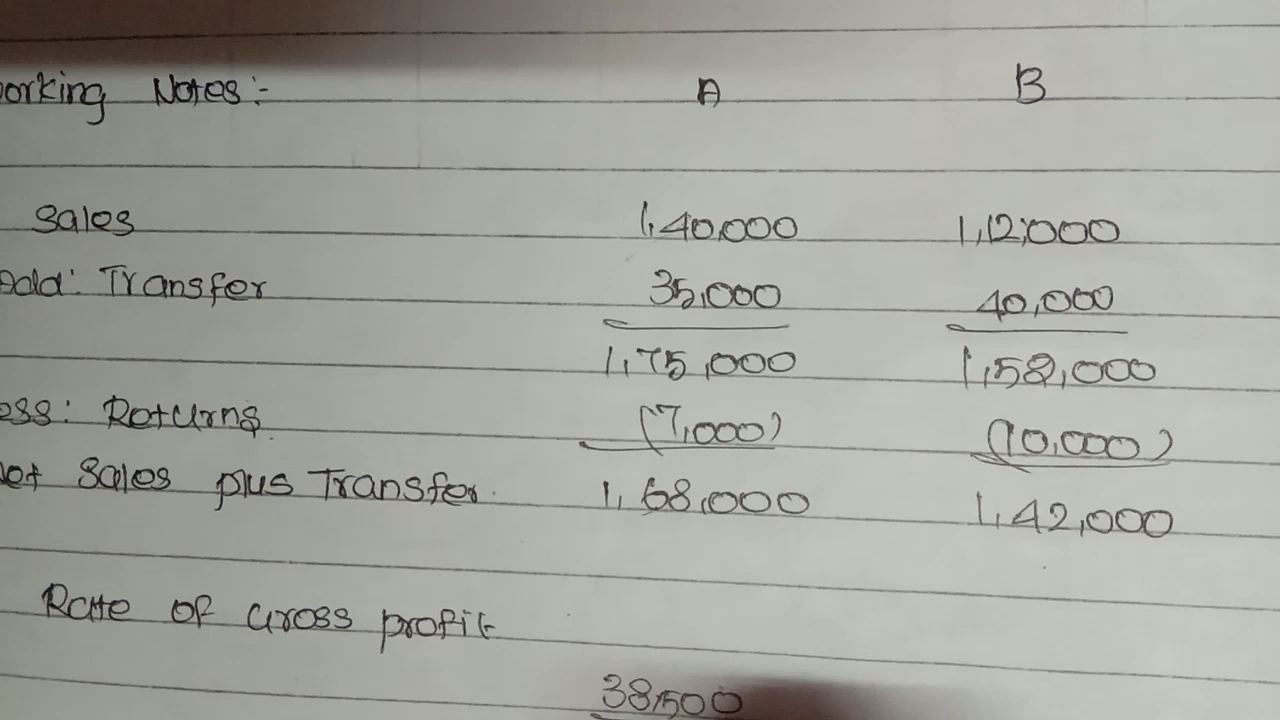 orking Notes:- A B
Sales 1,40,000 1,12,000
Add: Transfer 35,000 40,000
1,75,000 1,52,000
ess: Returns (7,000) (10,000)
et Sales plus Transfer. 1,68,000 1,42,000
Rate of Gross profit
38,500